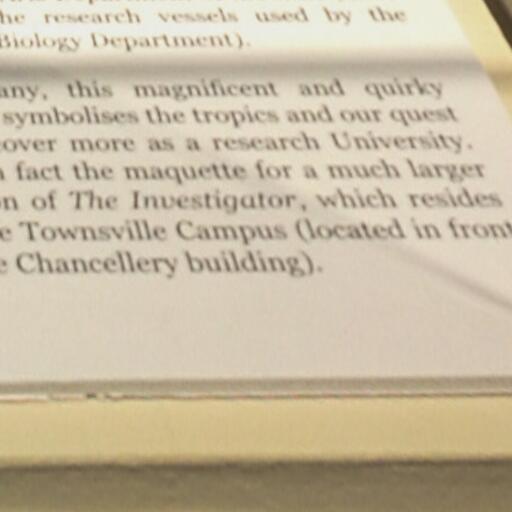 he research vessels used by the
Biology Department).
any, this magnificent and quirky
symbolises the tropics and our quest
over more as a research University.
n fact the maquette for a much larger
on of The Investigator, which resides
e Townsville Campus (located in front
e Chancellery building).